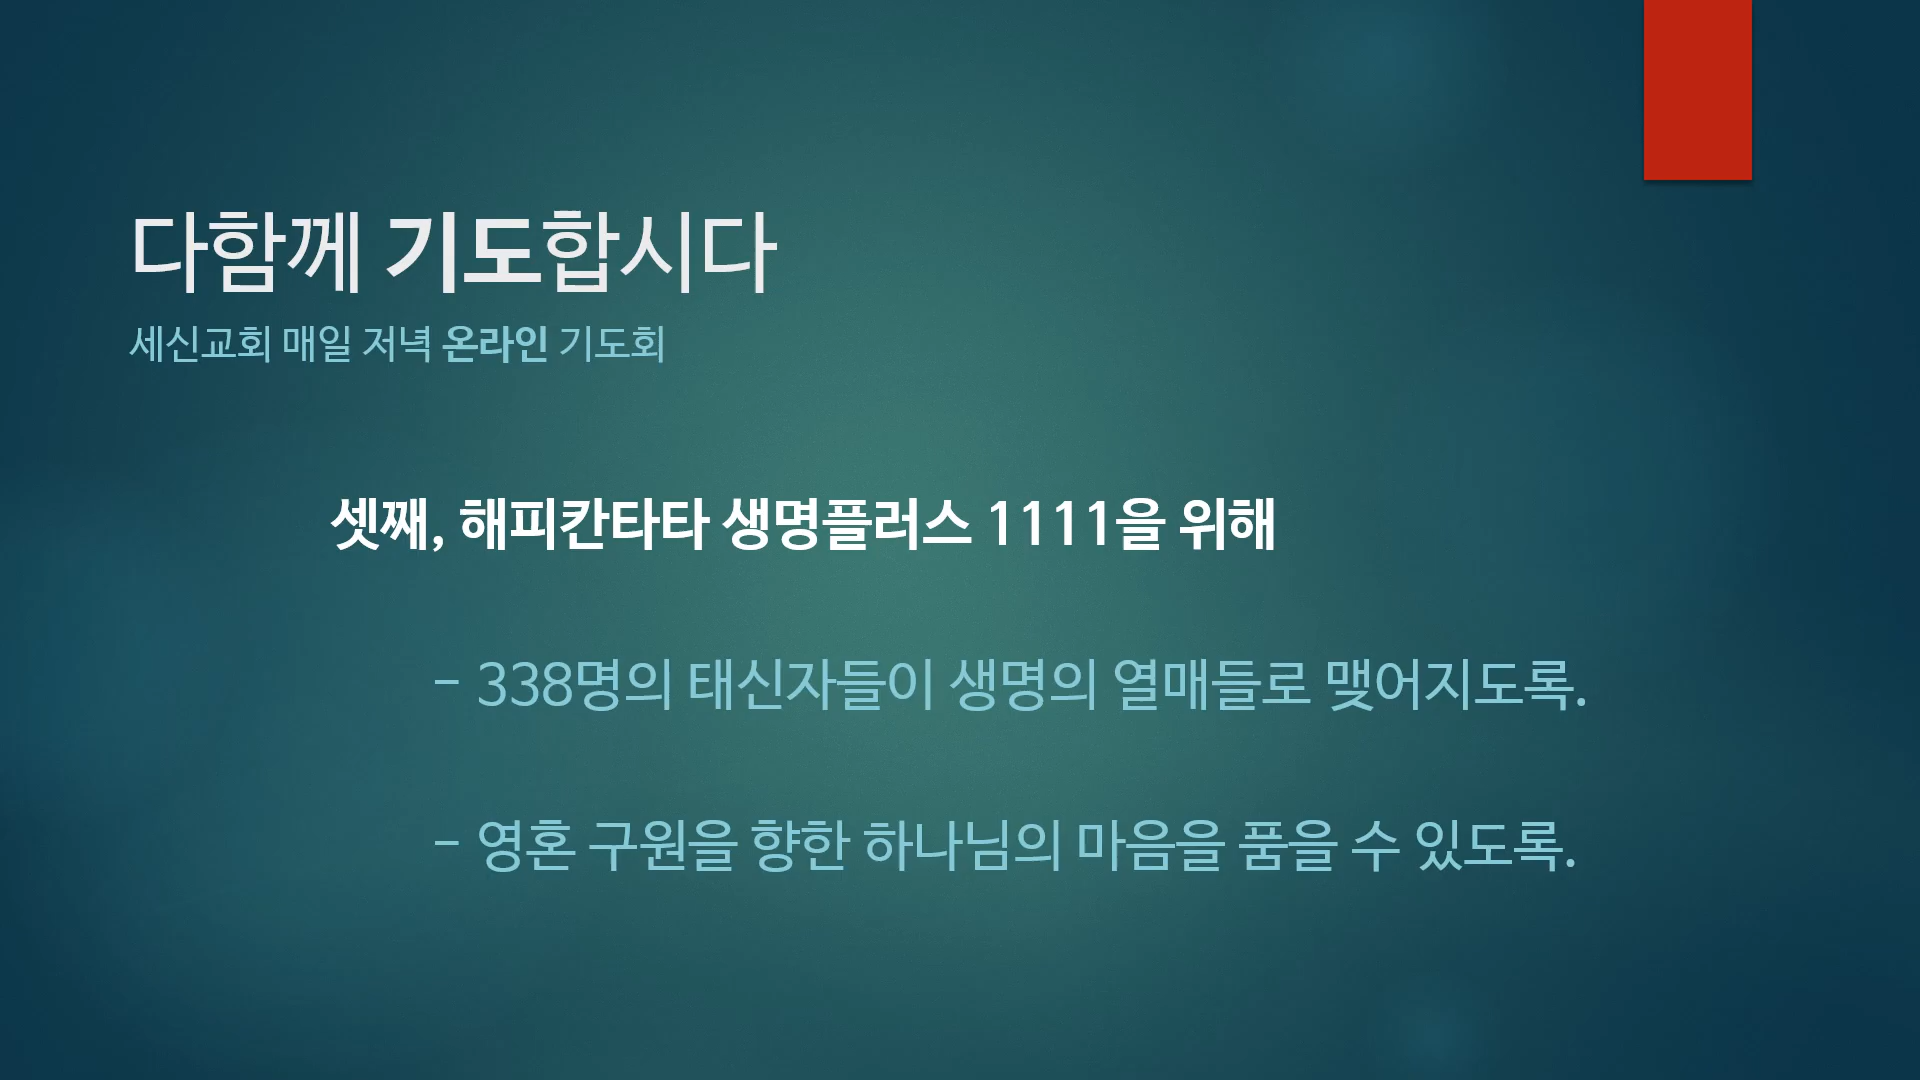 다함께 기도합시다
세신교회 매일 저녁 온라인 기도회
셋째, 해피칸타타 생명플러스 1111을 위해
- 338명의 태신자들이 생명의 열매들로 맺어지도록.
- 영혼 구원을 향한 하나님의 마음을 품을 수 있도록.